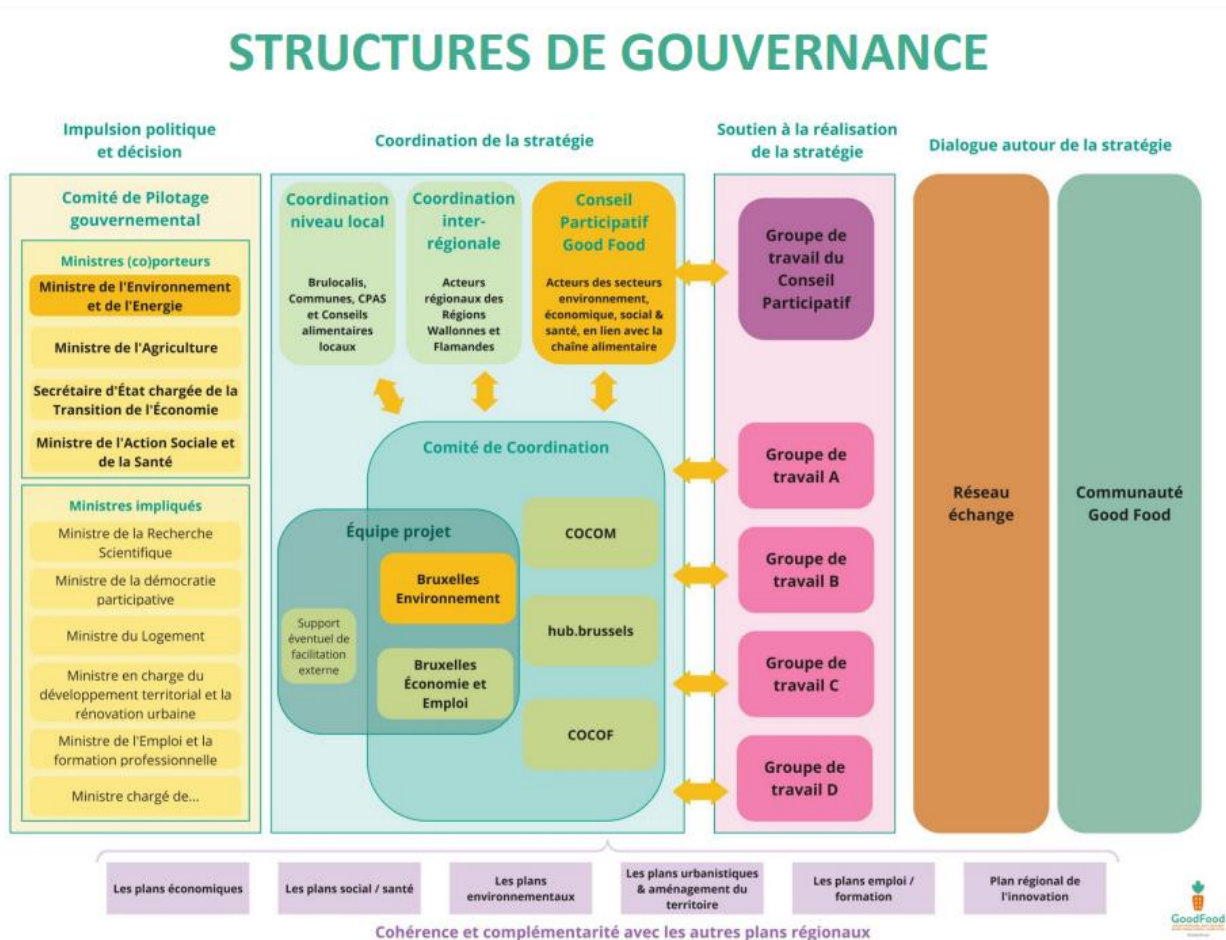 STRUCTURES DE GOUVERNANCE
Impulsion politique
et décision
Coordination de la stratégie
Soutien à la réalisation
de la stratégie
Dialogue autour de la stratégie
Comité de Pilotage
gouvernemental
Ministres (co)porteurs
Ministre de l'Environnement
et de l'Energie
Ministre de l'Agriculture
Secrétaire d'État chargée de la
Transition de l'Économie
Ministre de l'Action Sociale et
de la Santé
Ministres impliqués
Ministre de la Recherche
Scientifique
Ministre de la démocratie
participative
Ministre du Logement
Ministre en charge du
développement territorial et la
rénovation urbaine
Ministre de l'Emploi et la
formation professionnelle
Ministre chargé de...
Coordination
niveau local
Brulocalis,
Communes, CPAS
et Conseils
alimentaires
locaux
Coordination
inter-
régionale
Acteurs
régionaux des
Régions
Wallonnes et
Flamandes
Conseil
Participatif
Good Food
Acteurs des secteurs
environnement,
économique, social &
santé, en lien avec la
chaîne alimentaire
Comité de Coordination
Équipe projet
Support
éventuel de
facilitation
externe
Bruxelles
Environnement
Bruxelles
Économie et
Emploi
COCOM
hub.brussels
COCOF
Groupe de
travail du
Conseil
Participatif
Groupe de
travail A
Groupe de
travail B
Groupe de
travail C
Groupe de
travail D
Réseau
échange
Communauté
Good Food
Les plans économiques
Les plans social / santé
Les plans
environnementaux
Les plans urbanistiques
& aménagement du
territoire
Les plans emploi /
formation
Plan régional de
l'innovation
Cohérence et complémentarité avec les autres plans régionaux
GoodFood